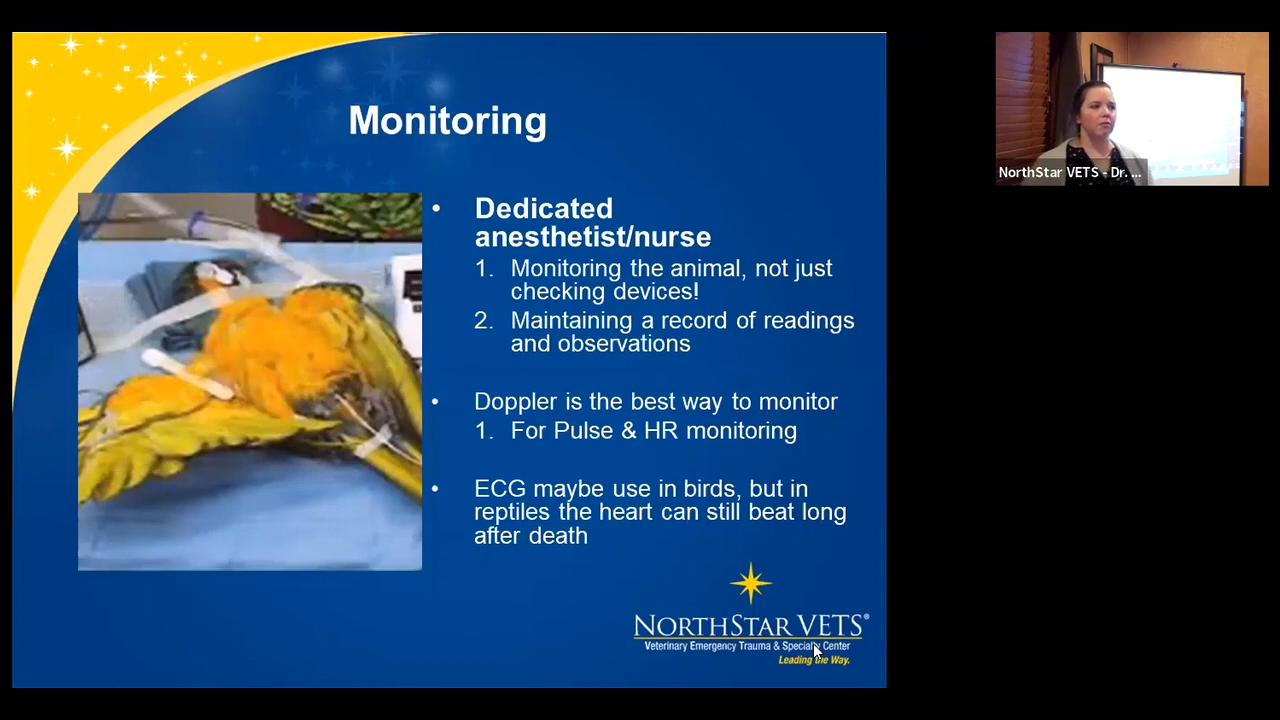 Monitoring
• Dedicated
anesthetist/nurse
1. Monitoring the animal, not just
checking devices!
2. Maintaining a record of readings
and observations
• Doppler is the best way to monitor
1. For Pulse & HR monitoring
• ECG maybe use in birds, but in
reptiles the heart can still beat long
after death
NORTHSTAR VETS®
Veterinary Emergency Trauma & Specialty Center
Leading the Way.
NorthStar VETS - Dr. ...